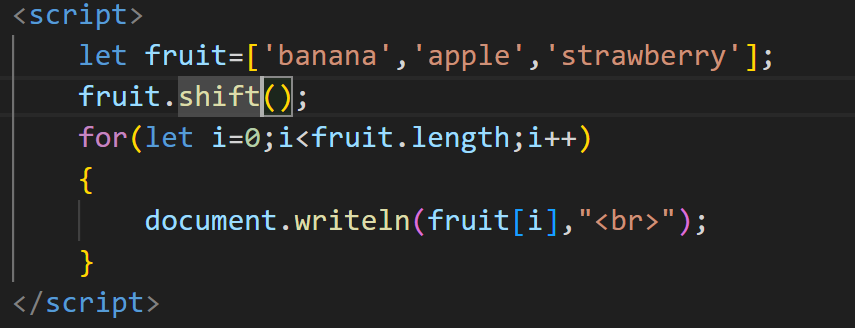 <script>
let fruit=['banana','apple','strawberry'];
fruit.shift();
for(let i=0;i<fruit.length;i++)
{
document.writeln(fruit[i],"<br>");
}
</script>